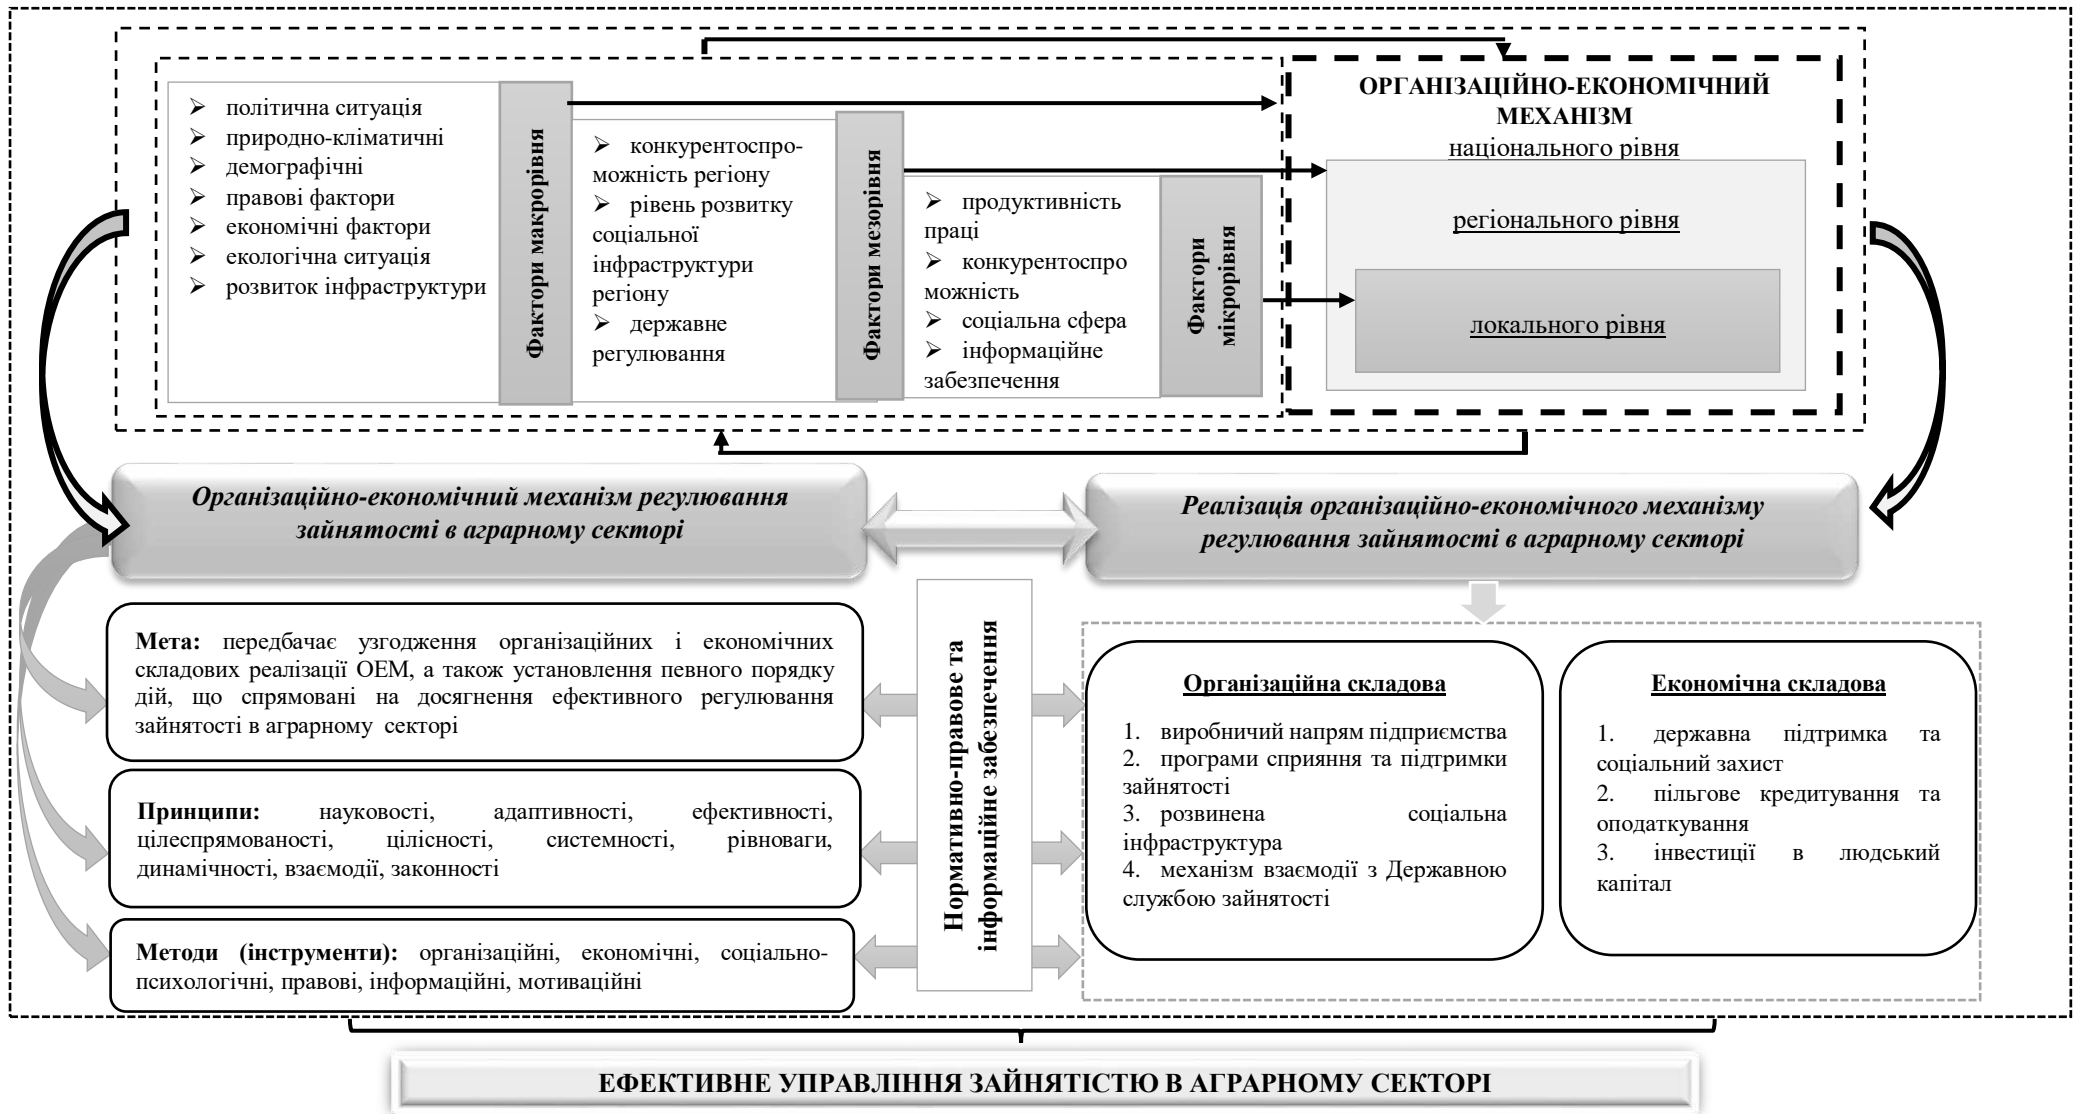 ➢ політична ситуація
➢ природно-кліматичні
➢ демографічні
➢ правові фактори
➢ економічні фактори
➢ екологічна ситуація
➢ розвиток інфраструктури
Фактори макрорівня
➢ конкурентоспро-
можність регіону
➢ рівень розвитку
соціальної
інфраструктури
регіону
➢ державне
регулювання
Фактори мезорівня
➢ продуктивність
праці
➢ конкурентоспро
можність
➢ соціальна сфера
➢ інформаційне
забезпечення
Фактори
мікрорівня
ОРГАНІЗАЦІЙНО-ЕКОНОМІЧНИЙ
МЕХАНІЗМ
національного рівня
регіонального рівня
локального рівня
Організаційно-економічний механізм регулювання
зайнятості в аграрному секторі
Реалізація організаційно-економічного механізму
регулювання зайнятості в аграрному секторі
Мета: передбачає узгодження організаційних і економічних
складових реалізації ОЕМ, а також установлення певного порядку
дій, що спрямовані на досягнення ефективного регулювання
зайнятості в аграрному секторі
Принципи: науковості, адаптивності, ефективності,
цілеспрямованості, цілісності, системності, рівноваги,
динамічності, взаємодії, законності
Методи (інструменти): організаційні, економічні, соціально-
психологічні, правові, інформаційні, мотиваційні
Нормативно-правове та
інформаційне забезпечення
Організаційна складова
1. виробничий напрям підприємства
2. програми сприяння та підтримки
зайнятості
3. розвинена соціальна
інфраструктура
4. механізм взаємодії з Державною
службою зайнятості
Економічна складова
1. державна підтримка та
соціальний захист
2. пільгове кредитування та
оподаткування
3. інвестиції в людський
капітал
ЕФЕКТИВНЕ УПРАВЛІННЯ ЗАЙНЯТІСТЮ В АГРАРНОМУ СЕКТОРІ